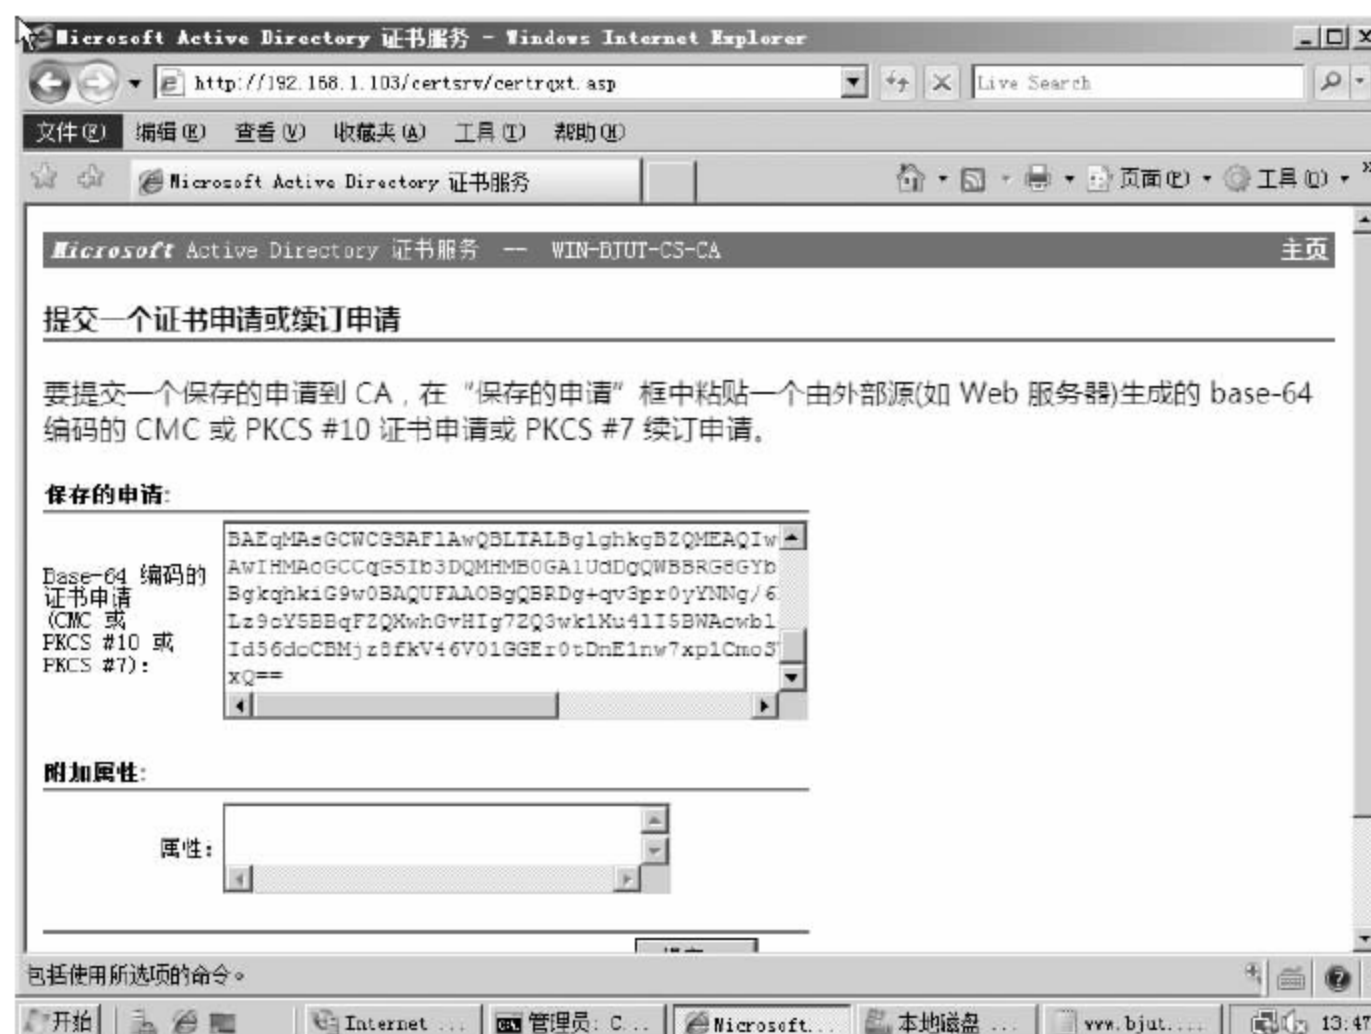 Microsoft Active Directory 证书服务 - Windows Internet Explorer
http://192.168.1.103/certsrv/certrqxt.asp
Live Search
文件(F) 编辑(E) 查看(V) 收藏夹(A) 工具(T) 帮助(H)
Microsoft Active Directory 证书服务
页面(P) 工具(O)
Microsoft Active Directory 证书服务 -- WIN-BJUT-CS-CA 主页
提交一个证书申请或续订申请
要提交一个保存的申请到 CA，在“保存的申请”框中粘贴一个由外部源(如 Web 服务器)生成的 base-64
编码的 CMC 或 PKCS #10 证书申请或 PKCS #7 续订申请。
保存的申请:
Base-64 编码的
证书申请
(CMC 或
PKCS #10 或
PKCS #7):
BAEqMAsGCWCGSAFlAwQBLTALBglghkgBZQMEAQIw
AwIHMAoGCCqGSIb3DQMHMB0GA1UdDgQWBBRG8GYb
BgkqhkiG9w0BAQUFAAOBgQBRDg+qv3pr0yYNNg/6
xQ==
附加属性:
属性:
包括使用所选项的命令。
开始 Internet ... 管理员: C... Microsoft... 本地磁盘 ... www.bjut.... 13:47